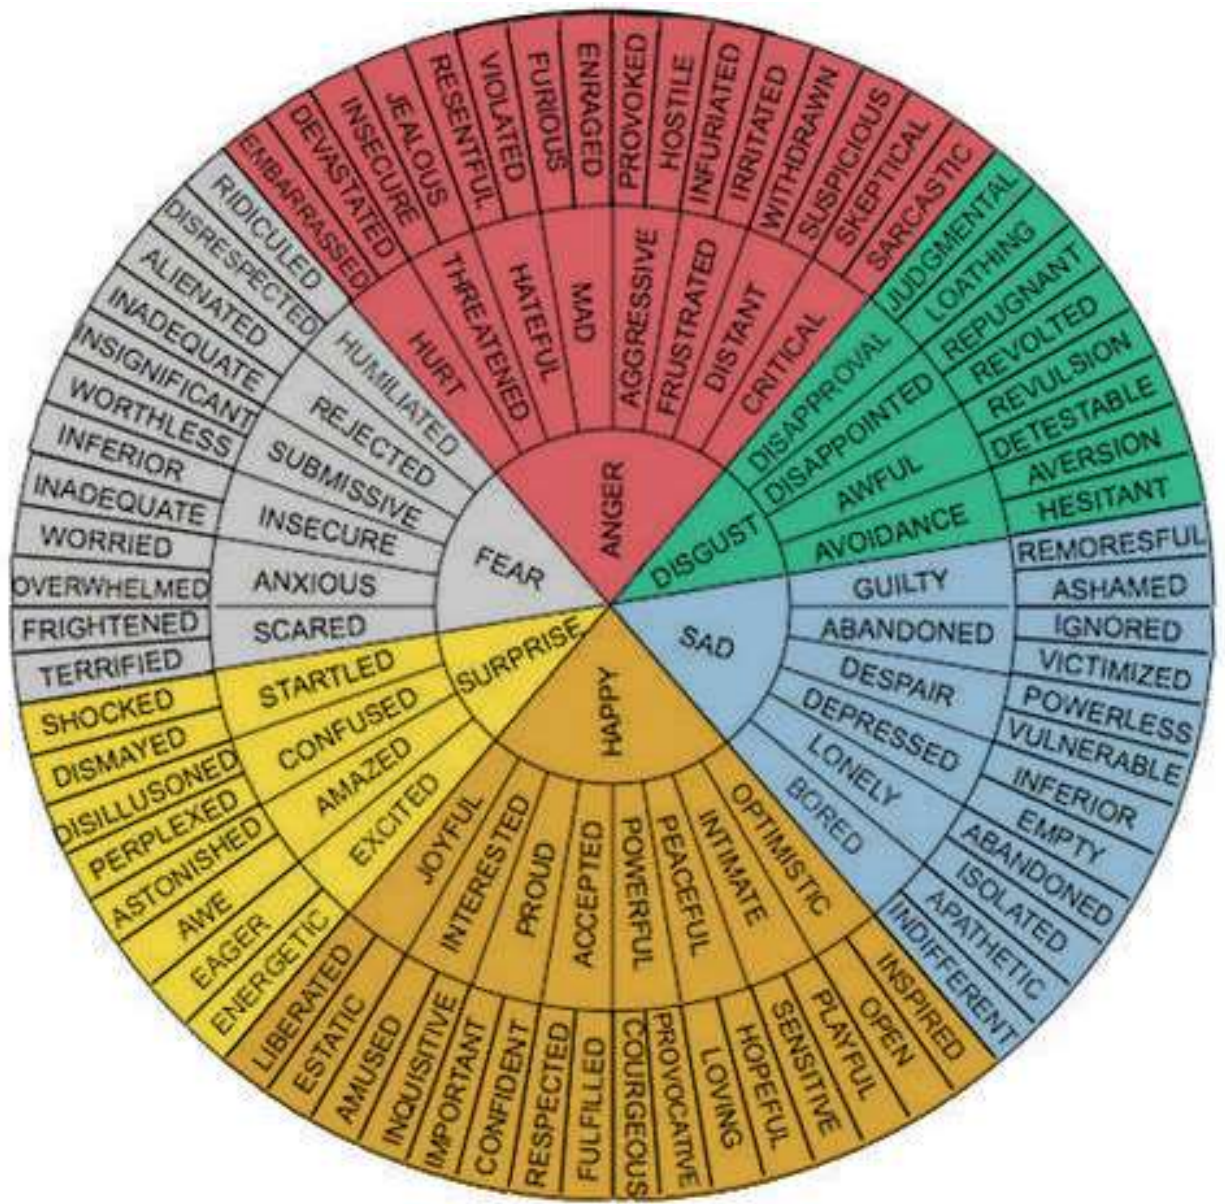 ANGER
HURT
THREATENED
HATEFUL
MAD
AGGRESSIVE
FRUSTRATED
DISTANT
CRITICAL
EMBARRASSED
DEVASTATED
INSECURE
JEALOUS
RESENTFUL
VIOLATED
FURIOUS
ENRAGED
PROVOKED
HOSTILE
INFURIATED
IRRITATED
WITHDRAWN
SUSPICIOUS
SKEPTICAL
SARCASTIC
DISGUST
DISAPPROVAL
DISAPPOINTED
AWFUL
AVOIDANCE
JUDGMENTAL
LOATHING
REPUGNANT
REVOLTED
REVULSION
DETESTABLE
AVERSION
HESITANT
SAD
GUILTY
ABANDONED
DESPAIR
DEPRESSED
LONELY
BORED
REMORESFUL
ASHAMED
IGNORED
VICTIMIZED
POWERLESS
VULNERABLE
INFERIOR
EMPTY
ABANDONED
ISOLATED
APATHETIC
INDIFFERENT
HAPPY
OPTIMISTIC
INTIMATE
PEACEFUL
POWERFUL
ACCEPTED
PROUD
INTERESTED
JOYFUL
INSPIRED
OPEN
PLAYFUL
SENSITIVE
HOPEFUL
LOVING
PROVOCATIVE
COURGEOUS
FULFILLED
RESPECTED
CONFIDENT
IMPORTANT
INQUISITIVE
AMUSED
ESTATIC
LIBERATED
SURPRISE
EXCITED
AMAZED
CONFUSED
STARTLED
ENERGETIC
EAGER
AWE
ASTONISHED
PERPLEXED
DISILLUSONED
DISMAYED
SHOCKED
FEAR
SCARED
ANXIOUS
INSECURE
SUBMISSIVE
REJECTED
HUMILIATED
TERRIFIED
FRIGHTENED
OVERWHELMED
WORRIED
INADEQUATE
INFERIOR
WORTHLESS
INSIGNIFICANT
INADEQUATE
ALIENATED
DISRESPECTED
RIDICULED